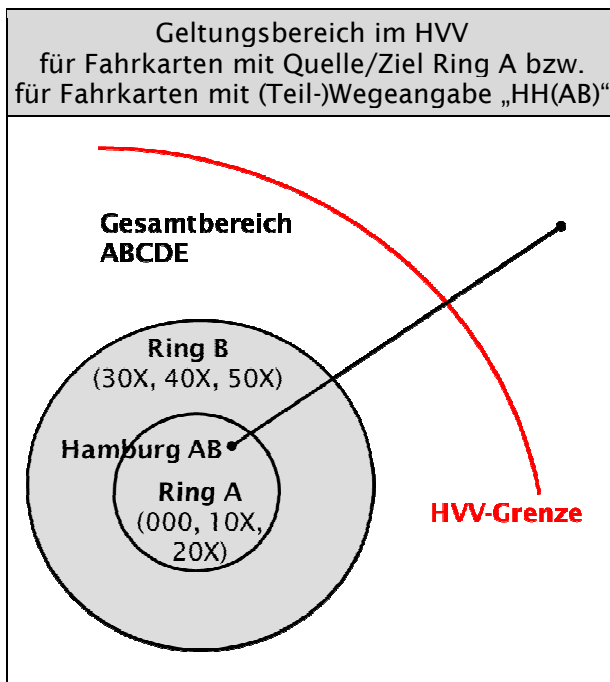 Geltungsbereich im HVV
für Fahrkarten mit Quelle/Ziel Ring A bzw.
für Fahrkarten mit (Teil-)Wegeangabe „HH(AB)“
Gesamtbereich
ABCDE
Ring B
(30X, 40X, 50X)
Hamburg AB
Ring A
(000, 10X,
20X)
HVV-Grenze